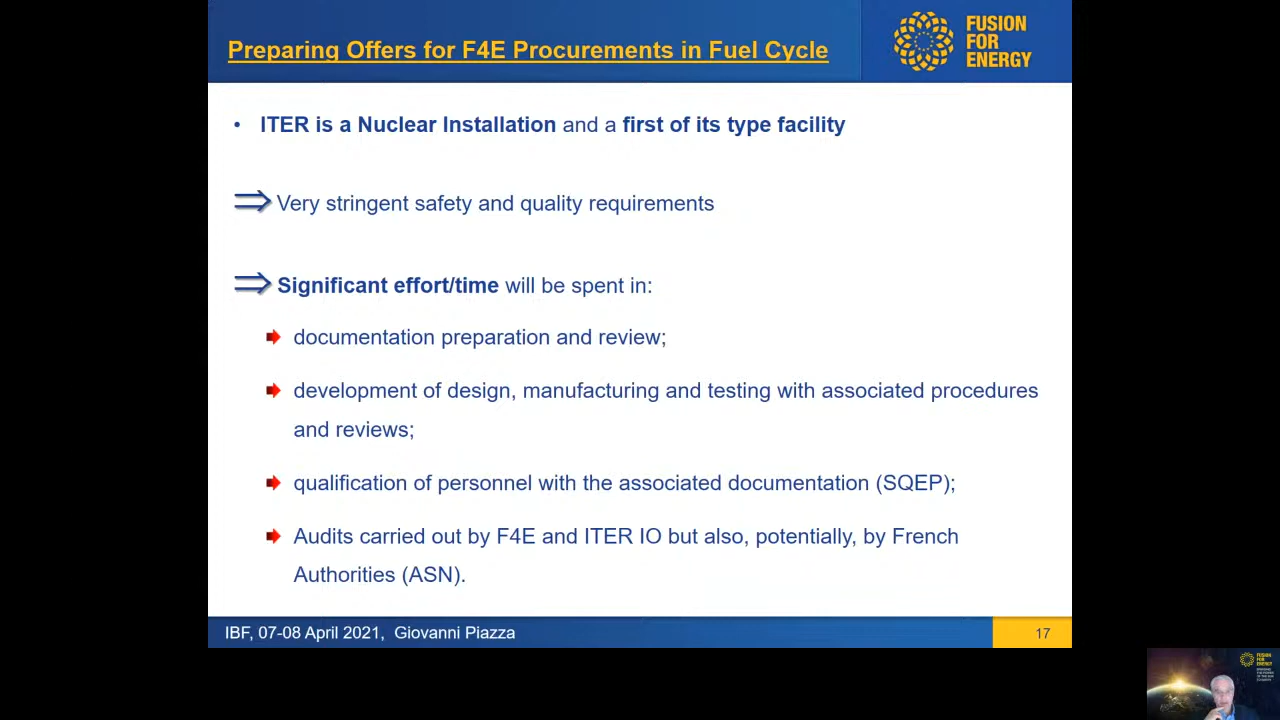 Preparing Offers for F4E Procurements in Fuel Cycle
FUSION
FOR
ENERGY
• ITER is a Nuclear Installation and a first of its type facility
⇒ Very stringent safety and quality requirements
⇒ Significant effort/time will be spent in:
documentation preparation and review;
development of design, manufacturing and testing with associated procedures
and reviews;
qualification of personnel with the associated documentation (SQEP);
Audits carried out by F4E and ITER IO but also, potentially, by French
Authorities (ASN).
IBF, 07-08 April 2021, Giovanni Piazza
17
FUSION
FOR
ENERGY